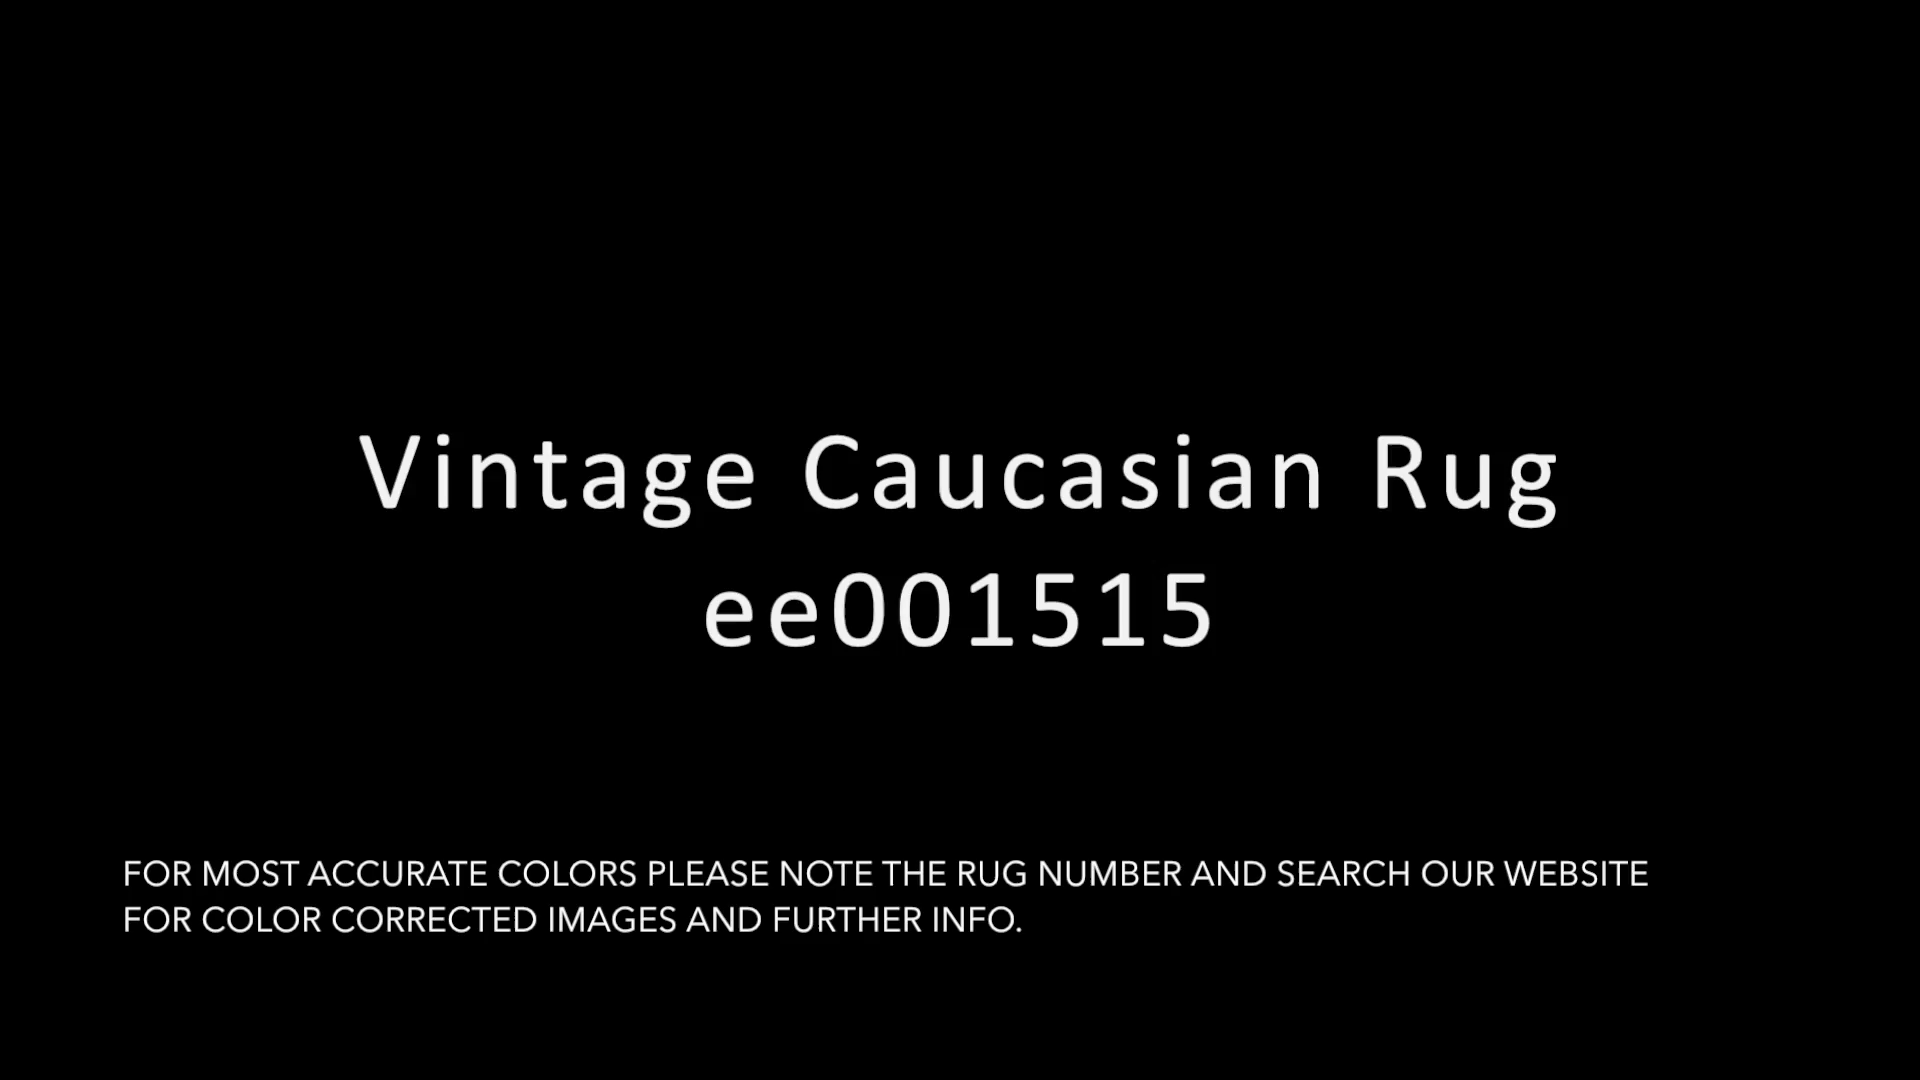 Vintage Caucasian Rug
ee001515
FOR MOST ACCURATE COLORS PLEASE NOTE THE RUG NUMBER AND SEARCH OUR WEBSITE
FOR COLOR CORRECTED IMAGES AND FURTHER INFO.